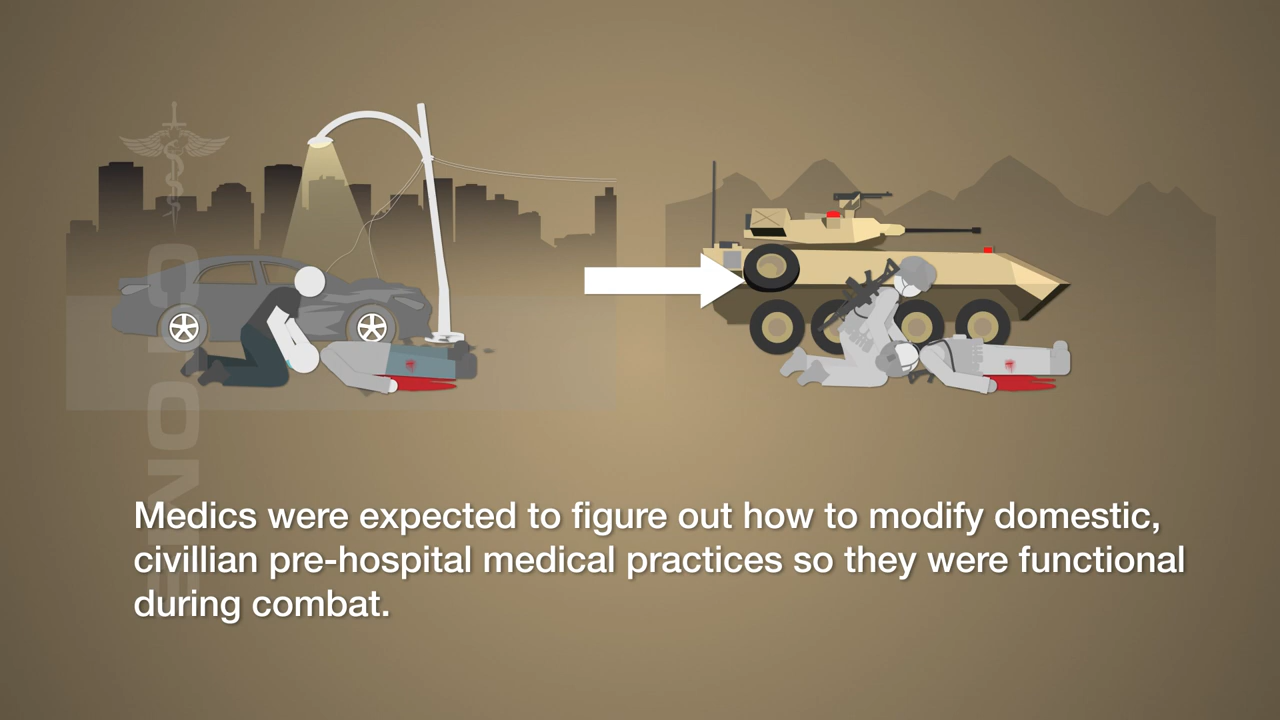 Medics were expected to figure out how to modify domestic,
civillian pre-hospital medical practices so they were functional
during combat.